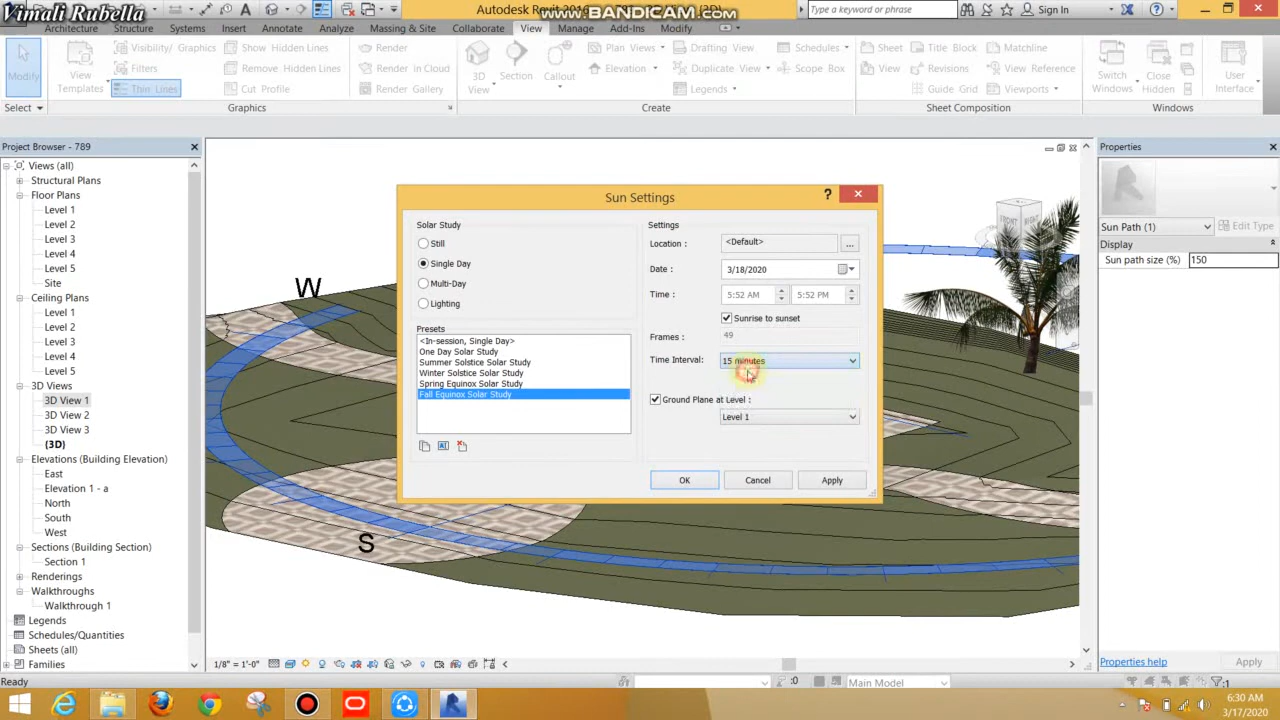 Vimali Rubella
Autodesk Revit 2016
www.BANDICAM.com
Type a keyword or phrase
Sign In
Architecture Structure Systems Insert Annotate Analyze Massing & Site Collaborate View Manage Add-Ins Modify
Modify
View Templates
Visibility/ Graphics
Filters
Thin Lines
Show Hidden Lines
Remove Hidden Lines
Cut Profile
Render
Render in Cloud
Render Gallery
3D View
Section
Callout
Plan Views
Elevation
Drafting View
Duplicate View
Legends
Schedules
Scope Box
Sheet
View
Title Block
Revisions
Guide Grid
Matchline
View Reference
Viewports
Switch Windows
Close Hidden
User Interface
Select
Graphics
Create
Sheet Composition
Windows
Project Browser - 789
Views (all)
Structural Plans
Floor Plans
Level 1
Level 2
Level 3
Level 4
Level 5
Site
Ceiling Plans
Level 1
Level 2
Level 3
Level 4
Level 5
3D Views
3D View 1
3D View 2
3D View 3
(3D)
Elevations (Building Elevation)
East
Elevation 1 - a
North
South
West
Sections (Building Section)
Section 1
Renderings
Walkthroughs
Walkthrough 1
Legends
Schedules/Quantities
Sheets (all)
Families
W
S
FRONT
RIGHT
Sun Settings
?
Solar Study
Still
Single Day
Multi-Day
Lighting
Presets
<In-session, Single Day>
One Day Solar Study
Summer Solstice Solar Study
Winter Solstice Solar Study
Spring Equinox Solar Study
Fall Equinox Solar Study
Settings
Location : <Default> ...
Date : 3/18/2020
Time : 5:52 AM 5:52 PM
Sunrise to sunset
Frames: 49
Time Interval: 15 minutes
Ground Plane at Level :
Level 1
OK Cancel Apply
Properties
Sun Path (1)
Edit Type
Display
Sun path size (%) 150
Properties help
Apply
1/8" = 1'-0"
Ready
:0
Main Model
:1
6:30 AM
3/17/2020